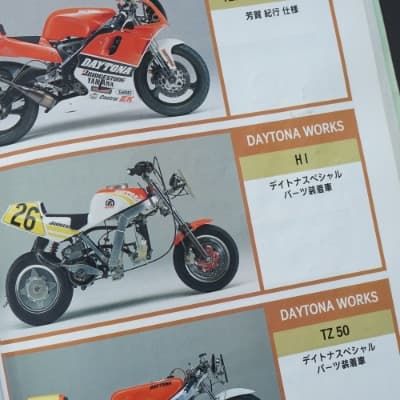 芳賀 紀行 仕様
DAYTONA
BRIDGESTONE
YAMAHA
DAYTONA WORKS
H I
デイトナスペシャル
パーツ装着車
26
DAYTONA WORKS
TZ 50
デイトナスペシャル
パーツ装着車
DAYTONA